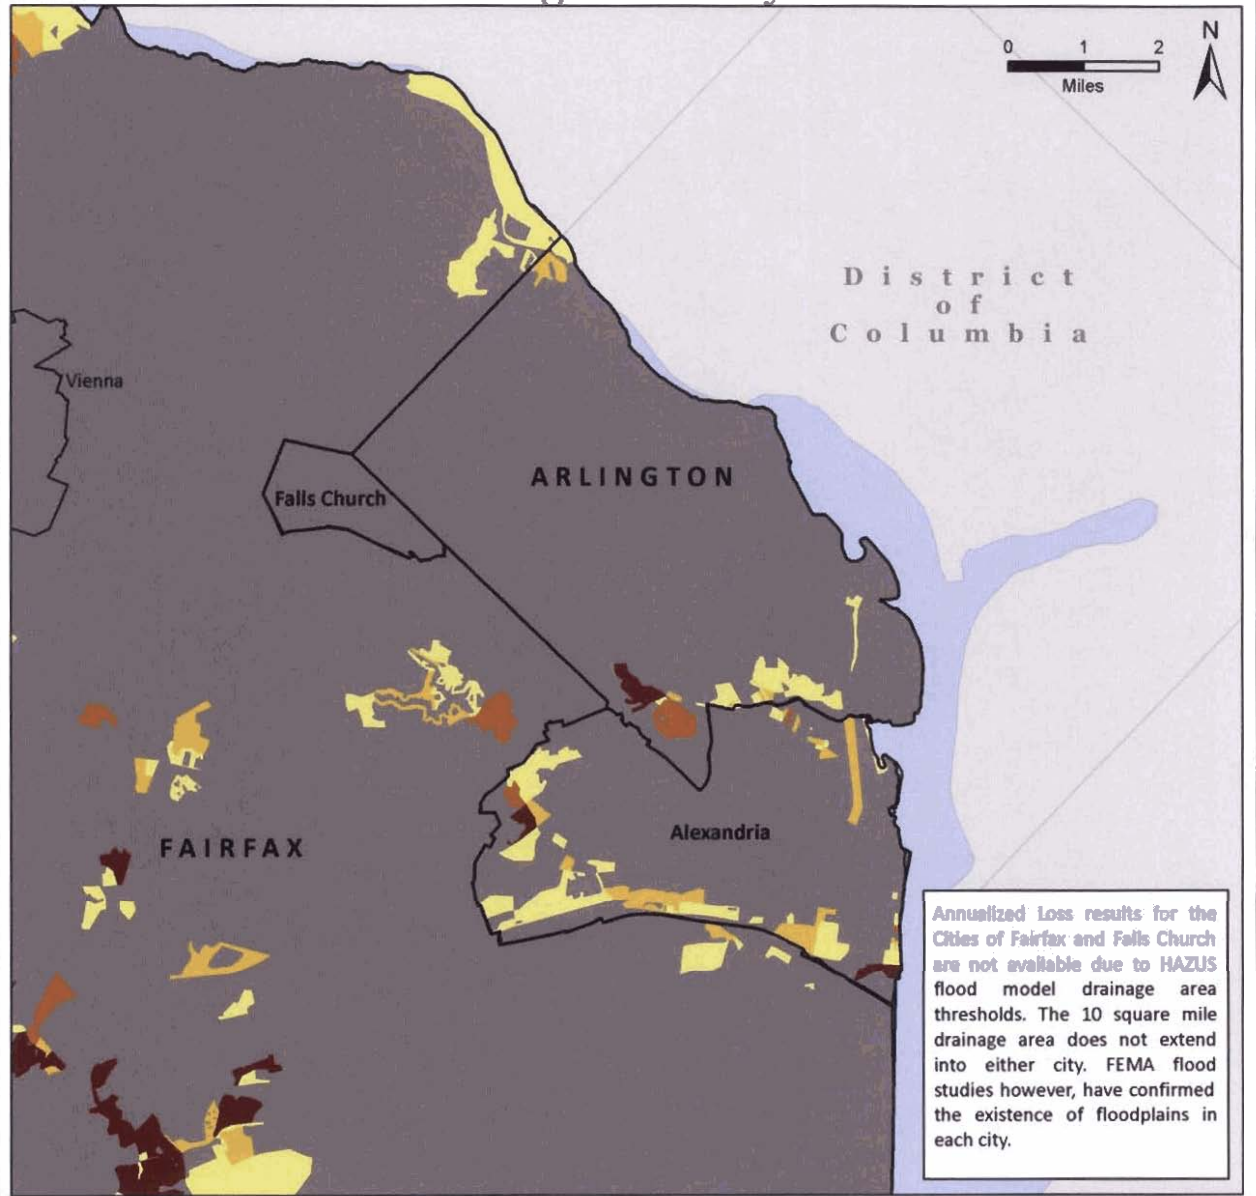 N
0 1 2
Miles
District
of
Columbia
Vienna
ARLINGTON
Falls Church
Alexandria
FAIRFAX
Annualized Loss results for the
Cities of Fairfax and Falls Church
are not available due to HAZUS
flood model drainage area
thresholds. The 10 square mile
drainage area does not extend
into either city. FEMA flood
studies however, have confirmed
the existence of floodplains in
each city.